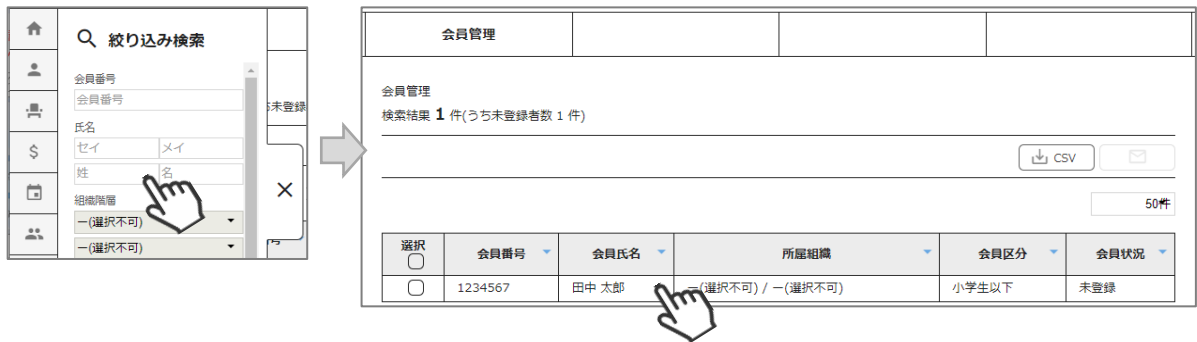 絞り込み検索
会員番号
会員番号
氏名
セイ メイ
姓 名
組織階層
ー(選択不可)
ー(選択不可)
未登録
会員管理
会員管理
検索結果 1 件(うち未登録者数 1 件)
CSV
50件
選択 会員番号 会員氏名 所属組織 会員区分 会員状況
1234567 田中 太郎 ー(選択不可) / ー(選択不可) 小学生以下 未登録